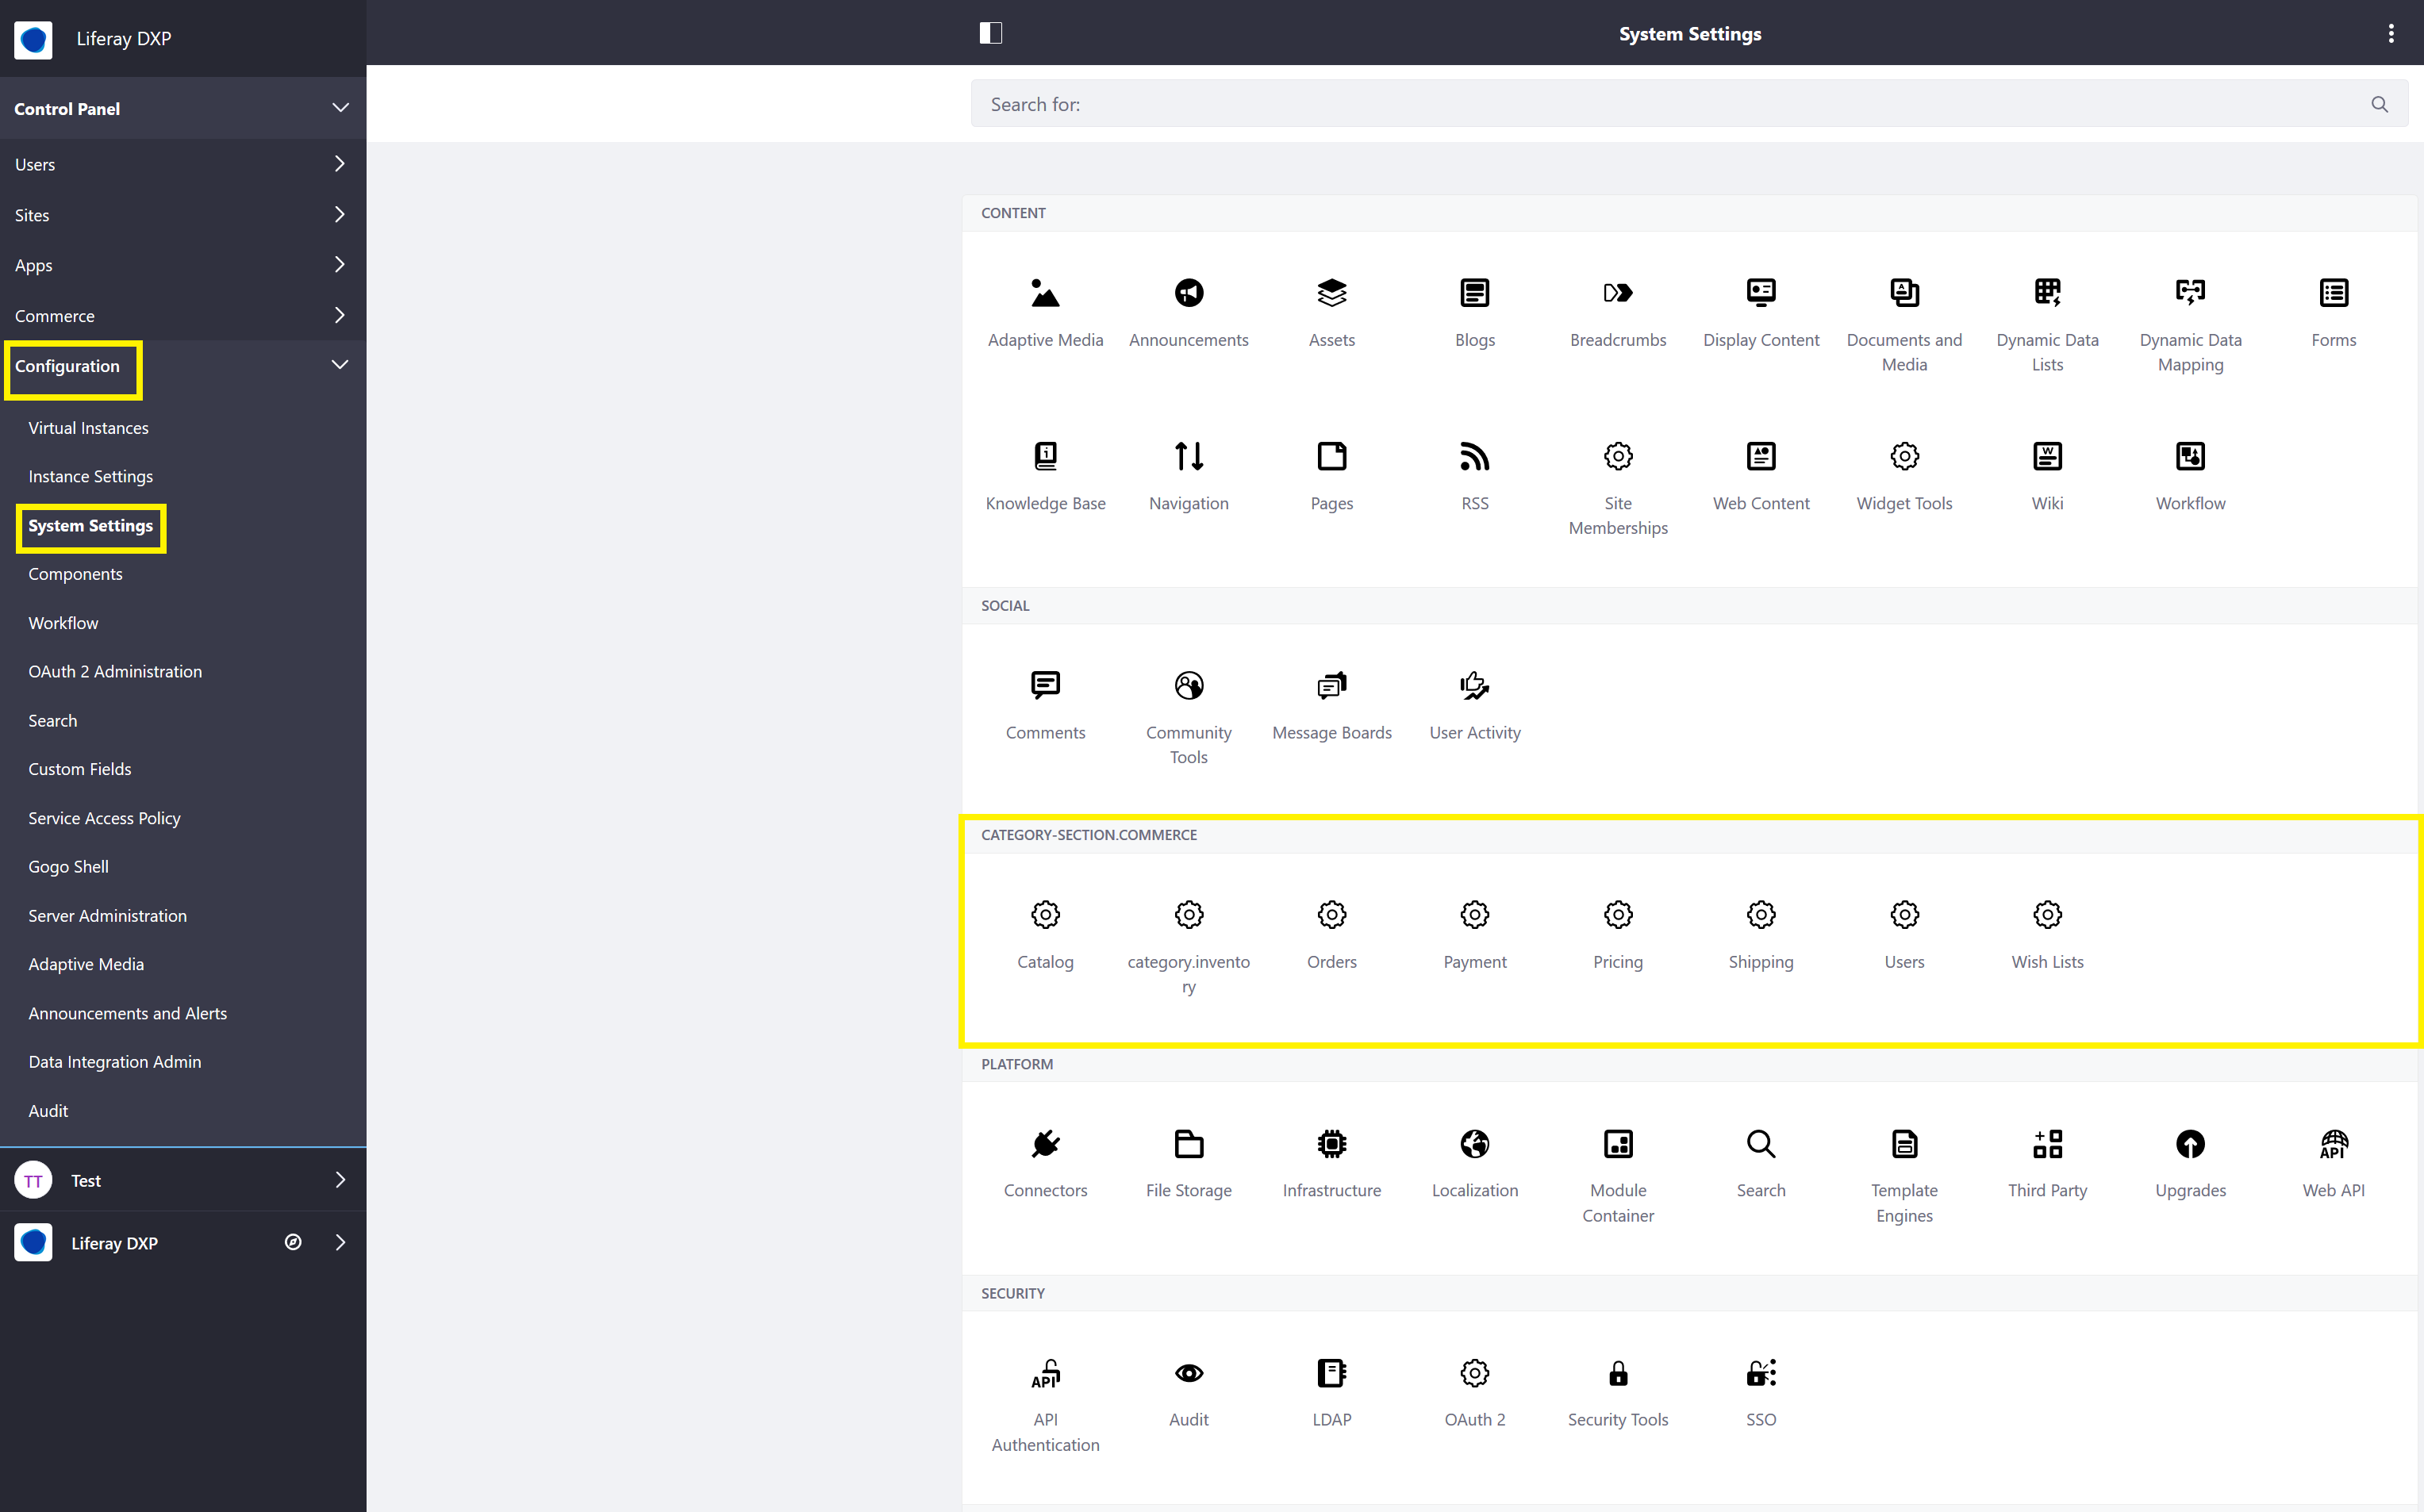 Liferay DXP
Control Panel
Users
Sites
Apps
Commerce
Configuration
Virtual Instances
Instance Settings
System Settings
Components
Workflow
OAuth 2 Administration
Search
Custom Fields
Service Access Policy
Gogo Shell
Server Administration
Adaptive Media
Announcements and Alerts
Data Integration Admin
Audit
TT Test
Liferay DXP
System Settings
Search for:
CONTENT
Adaptive Media Announcements Assets Blogs Breadcrumbs Display Content Documents and Dynamic Data Dynamic Data Forms
Media Lists Mapping
Knowledge Base Navigation Pages RSS Site Web Content Widget Tools Wiki Workflow
Memberships
SOCIAL
Comments Community Message Boards User Activity
Tools
CATEGORY-SECTION.COMMERCE
Catalog category.invento Orders Payment Pricing Shipping Users Wish Lists
ry
PLATFORM
API
Connectors File Storage Infrastructure Localization Module Search Template Third Party Upgrades Web API
Container Engines
SECURITY
API
API Audit LDAP OAuth 2 Security Tools SSO
Authentication